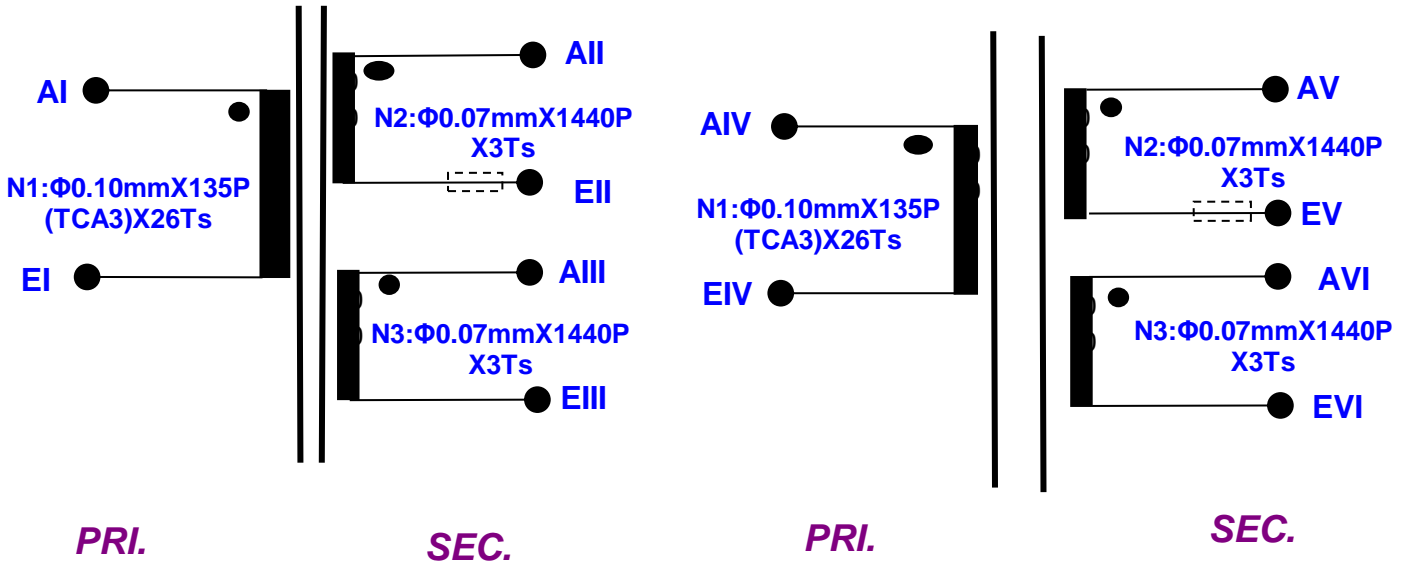 AI
N1:Φ0.10mmX135P
(TCA3)X26Ts
EI
AII
N2:Φ0.07mmX1440P
X3Ts
EII
AIII
N3:Φ0.07mmX1440P
X3Ts
EIII
PRI.
SEC.
AIV
N1:Φ0.10mmX135P
(TCA3)X26Ts
EIV
AV
N2:Φ0.07mmX1440P
X3Ts
EV
AVI
N3:Φ0.07mmX1440P
X3Ts
EVI
PRI.
SEC.